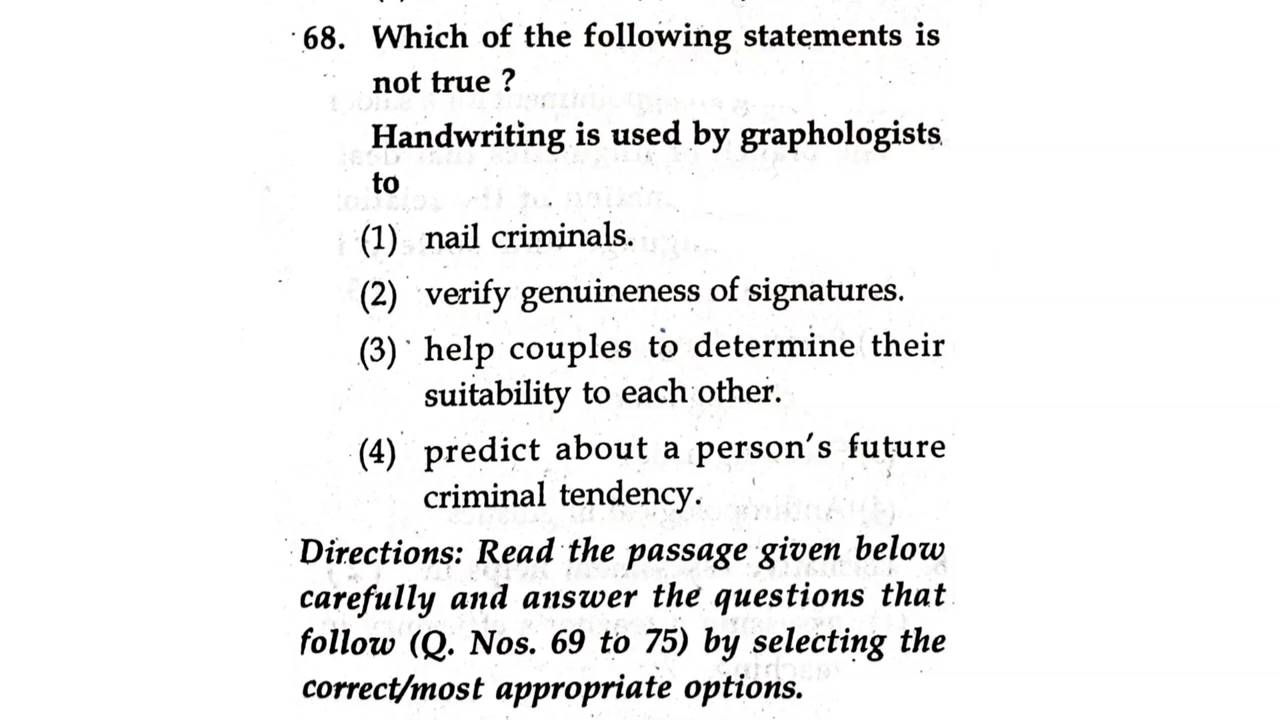 68. Which of the following statements is
not true ?
Handwriting is used by graphologists
to
(1) nail criminals.
(2) verify genuineness of signatures.
(3) help couples to determine their
suitability to each other.
(4) predict about a person's future
criminal tendency.
Directions: Read the passage given below
carefully and answer the questions that
follow (Q. Nos. 69 to 75) by selecting the
correct/most appropriate options.